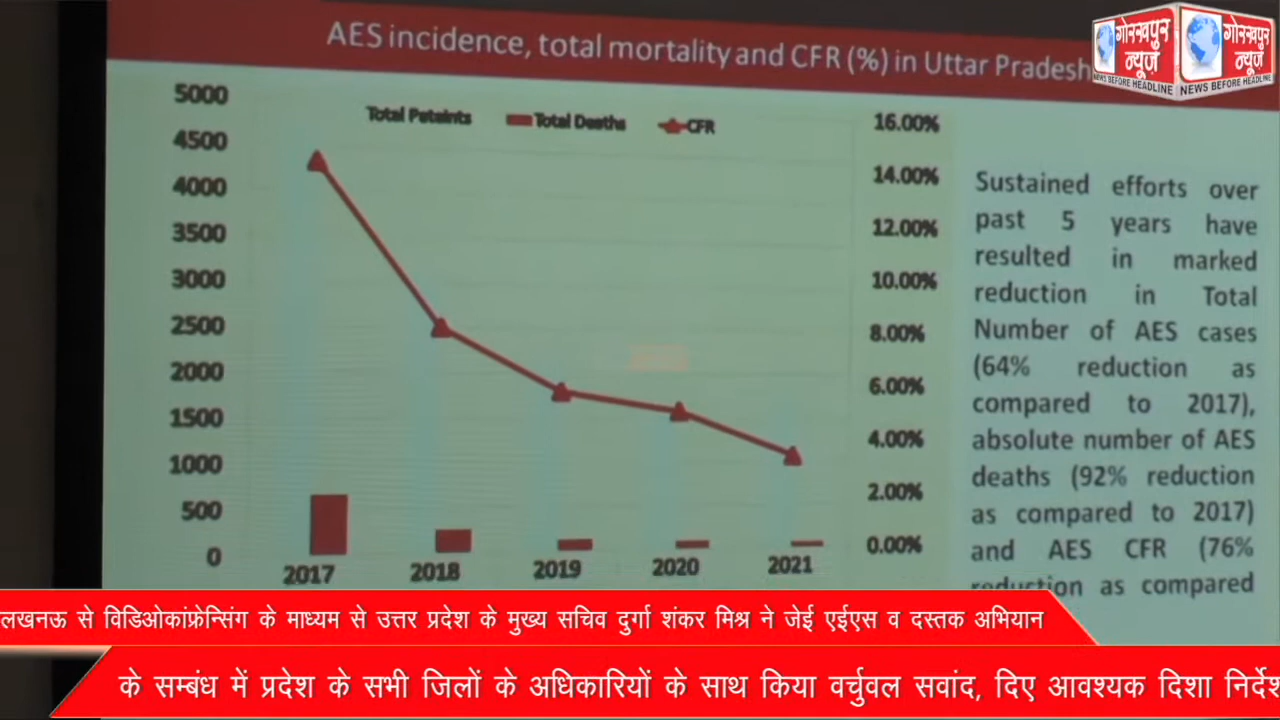 AES incidence, total mortality and CFR (%) in Uttar Pradesh
गोरखपुर न्यूज़
NEWS BEFORE HEADLINE
गोरखपुर न्यूज़
NEWS BEFORE HEADLINE
Total Pataints Total Deaths CFR
5000
4500
4000
3500
3000
2500
2000
1500
1000
500
0
16.00%
14.00%
12.00%
10.00%
8.00%
6.00%
4.00%
2.00%
0.00%
2017 2018 2019 2020 2021
Sustained efforts over
past 5 years have
resulted in marked
reduction in Total
Number of AES cases
(64% reduction as
compared to 2017),
absolute number of AES
deaths (92% reduction
as compared to 2017)
and AES CFR (76%
reduction as compared
लखनऊ से विडिओकांफ्रेन्सिंग के माध्यम से उत्तर प्रदेश के मुख्य सचिव दुर्गा शंकर मिश्र ने जेई एईएस व दस्तक अभियान
के सम्बंध में प्रदेश के सभी जिलों के अधिकारियों के साथ किया वर्चुवल सवांद, दिए आवश्यक दिशा निर्देश